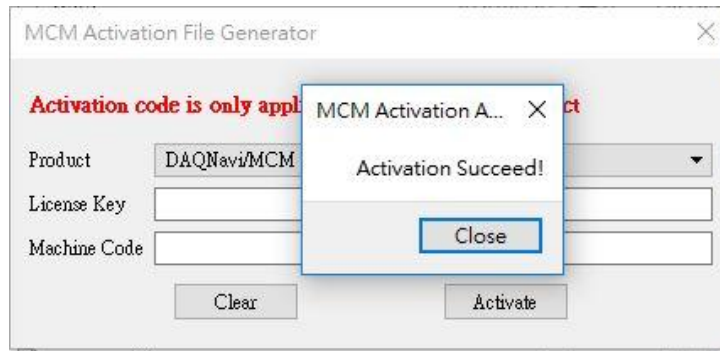 MCM Activation File Generator
Activation code is only appl
ct
MCM Activation A...
Activation Succeed!
Close
Product DAQNavi/MCM
License Key
Machine Code
Clear Activate